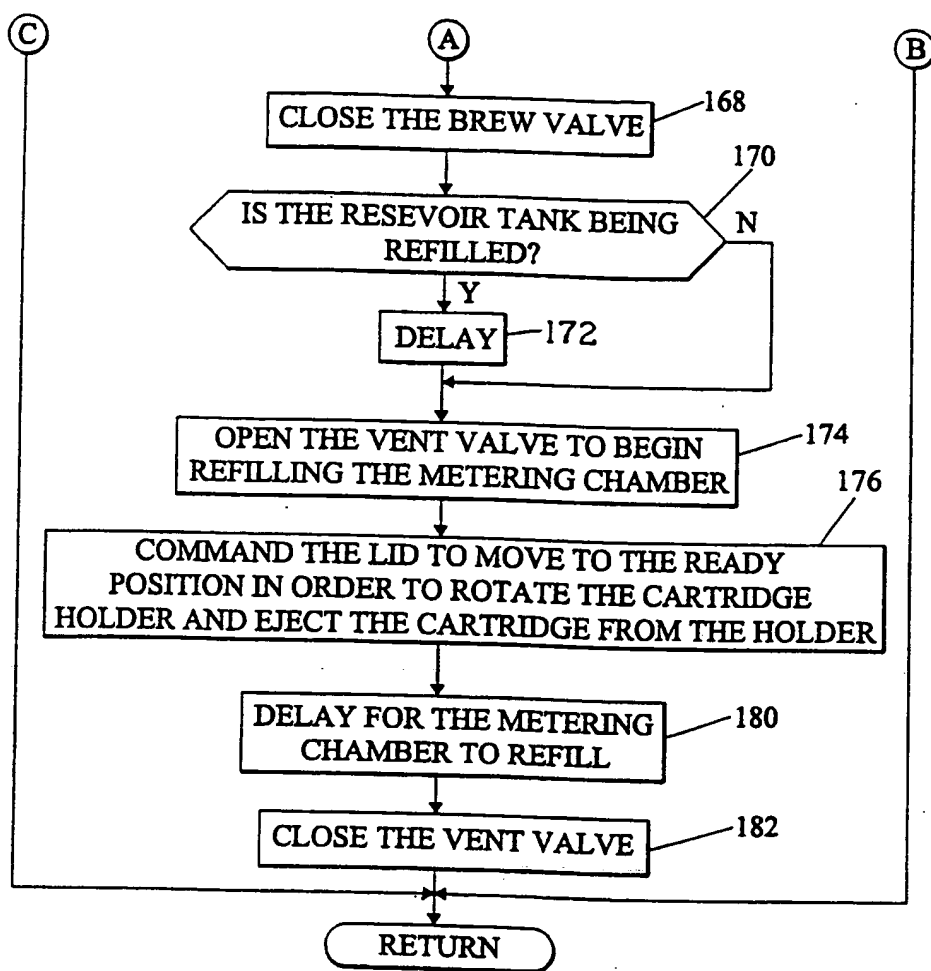 C
A
B
CLOSE THE BREW VALVE
168
170
IS THE RESEVOIR TANK BEING
REFILLED?
N
Y
DELAY
172
OPEN THE VENT VALVE TO BEGIN
REFILLING THE METERING CHAMBER
174
176
COMMAND THE LID TO MOVE TO THE READY
POSITION IN ORDER TO ROTATE THE CARTRIDGE
HOLDER AND EJECT THE CARTRIDGE FROM THE HOLDER
DELAY FOR THE METERING
CHAMBER TO REFILL
180
CLOSE THE VENT VALVE
182
RETURN